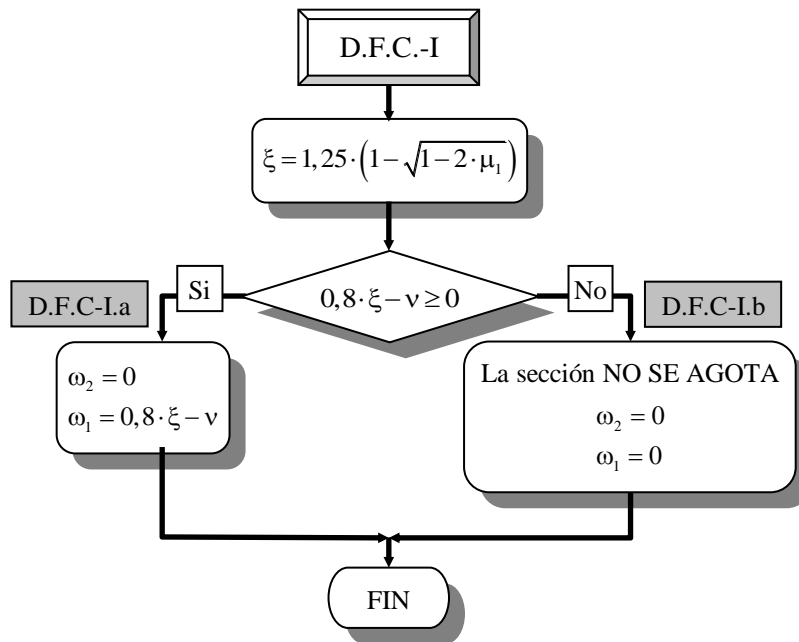 D.F.C.-I
ξ = 1,25·(1−√(1−2·μ₁))
Si
0,8·ξ−ν ≥ 0
No
D.F.C-I.a
D.F.C-I.b
ω₂ = 0
ω₁ = 0,8·ξ−ν
La sección NO SE AGOTA
ω₂ = 0
ω₁ = 0
FIN